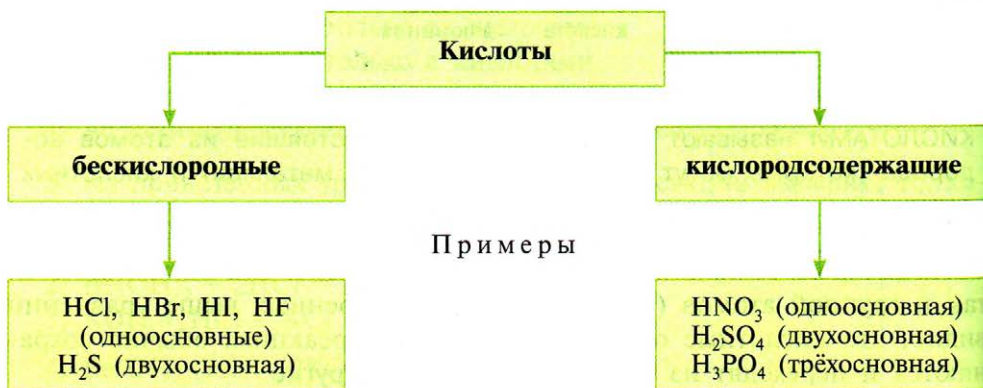 Кислоты
бескислородные
кислородсодержащие
Примеры
HCl, HBr, HI, HF
(одноосновные)
H₂S (двухосновная)
HNO₃ (одноосновная)
H₂SO₄ (двухосновная)
H₃PO₄ (трёхосновная)